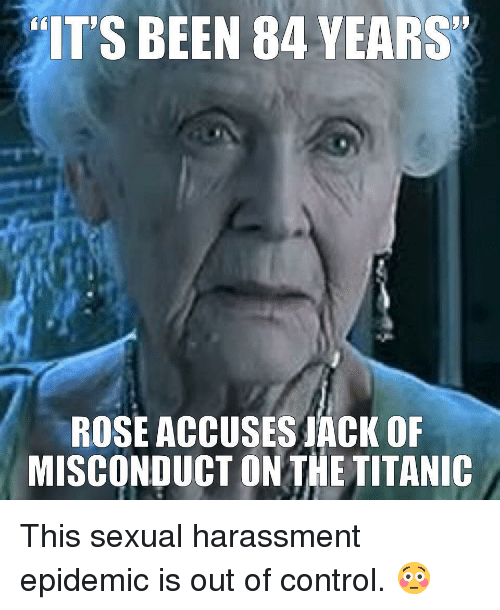 “IT'S BEEN 84 YEARS”
ROSE ACCUSES JACK OF
MISCONDUCT ON THE TITANIC
This sexual harassment
epidemic is out of control. 😳